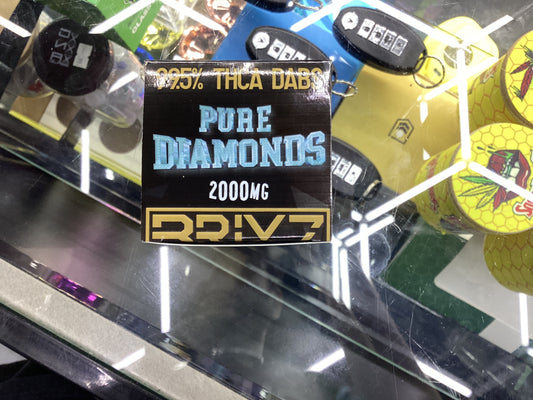 99.5% THCA DABS
PURE
DIAMONDS
2000MG